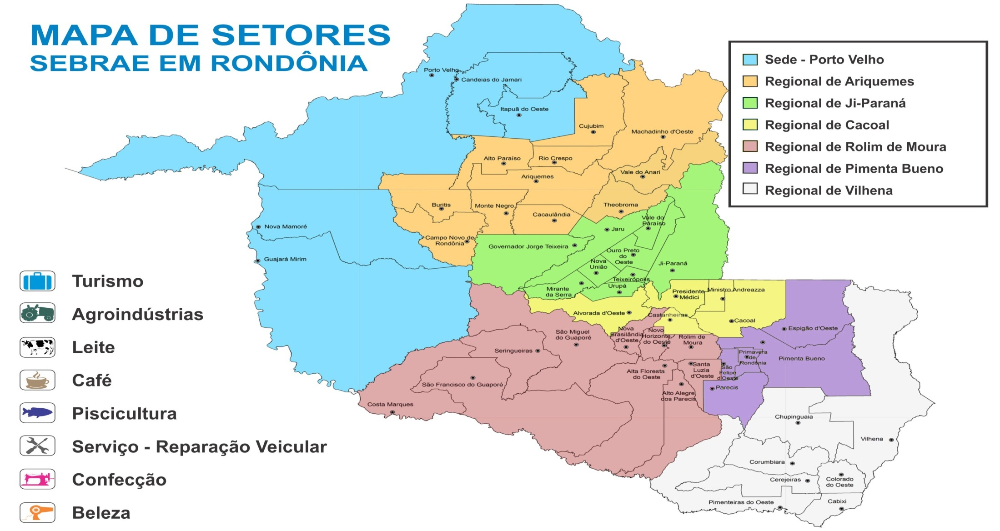 MAPA DE SETORES
SEBRAE EM RONDÔNIA
Sede - Porto Velho
Regional de Ariquemes
Regional de Ji-Paraná
Regional de Cacoal
Regional de Rolim de Moura
Regional de Pimenta Bueno
Regional de Vilhena
Porto Velho
Candeias do Jamari
Itapuã do Oeste
Cujubim
Machadinho d'Oeste
Alto Paraíso
Rio Crespo
Ariquemes
Vale do Anari
Buritis
Monte Negro
Cacaulândia
Theobroma
Nova Mamoré
Campo Novo de
Rondônia
Guajará Mirim
Governador Jorge Teixeira
Jaru
Vale do
Paraíso
Ouro Preto
do
Oeste
Nova
União
Ji-Paraná
Teixeirópolis
Urupá
Mirante
da Serra
Presidente
Médici
Ministro Andreazza
Alvorada d'Oeste
Castanheiras
Cacoal
Espigão d'Oeste
São Miguel
do Guaporé
Nova
Brasilândia
d'Oeste
Novo
Horizonte
do Oeste
Rolim de
Moura
Seringueiras
Primavera
de
Rondônia
Pimenta Bueno
São
Felipe
d'Oeste
Santa
Luzia
d'Oeste
Alta Floresta
do Oeste
São Francisco do Guaporé
Alto Alegre
dos Parecis
Parecis
Costa Marques
Chupinguaia
Vilhena
Corumbiara
Cerejeiras
Colorado
do Oeste
Pimenteiras do Oeste
Cabixi
Turismo
Agroindústrias
Leite
Café
Piscicultura
Serviço - Reparação Veicular
Confecção
Beleza